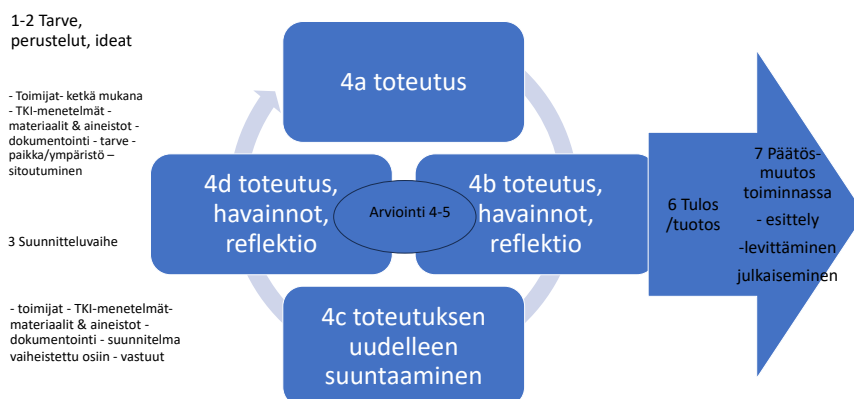 1-2 Tarve,
perustelut, ideat
- Toimijat- ketkä mukana
- TKI-menetelmät -
materiaalit & aineistot -
dokumentointi - tarve -
paikka/ympäristö –
sitoutuminen
3 Suunnitteluvaihe
- toimijat - TKI-menetelmät-
materiaalit & aineistot -
dokumentointi - suunnitelma
vaiheistettu osiin - vastuut
4a toteutus
4d toteutus,
havainnot,
reflektio
Arviointi 4-5
4b toteutus,
havainnot,
reflektio
4c toteutuksen
uudelleen
suuntaaminen
6 Tulos
/tuotos
7 Päätös-
muutos
toiminnassa
- esittely
-levittäminen
julkaiseminen